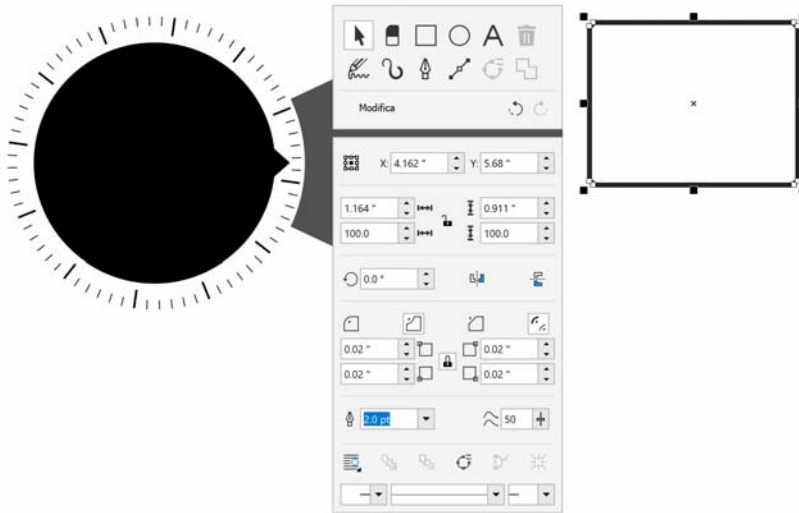 A
Modifica
X: 4.162 " Y: 5.68 "
1.164 " 0.911 "
100.0 100.0
0.0 °
0.02 " 0.02 "
0.02 " 0.02 "
2.0 pt 50